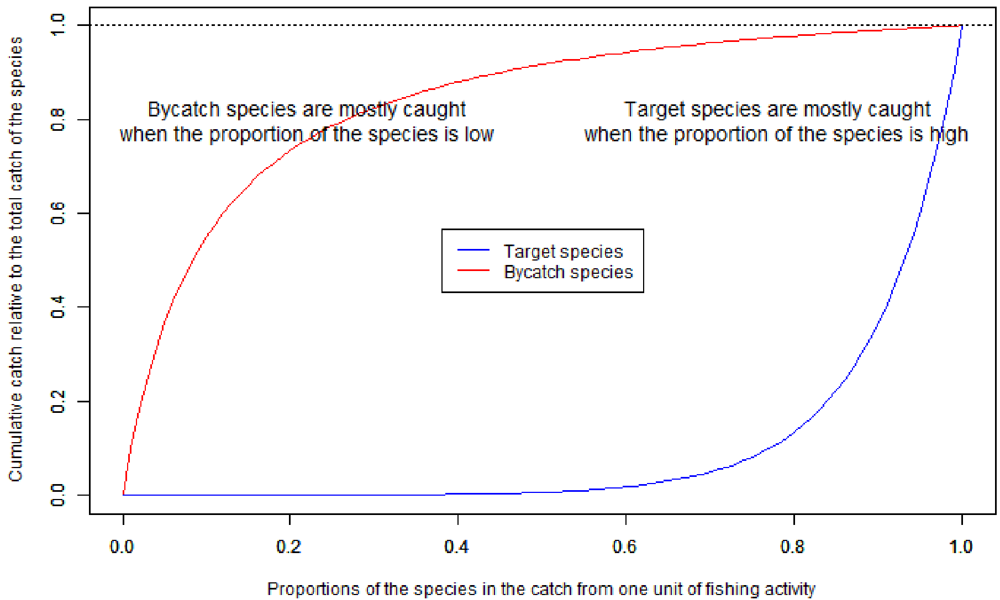 Cumulative catch relative to the total catch of the species
1.0
0.8
0.6
0.4
0.2
0.0
Bycatch species are mostly caught
when the proportion of the species is low
Target species are mostly caught
when the proportion of the species is high
Target species
Bycatch species
0.0 0.2 0.4 0.6 0.8 1.0
Proportions of the species in the catch from one unit of fishing activity